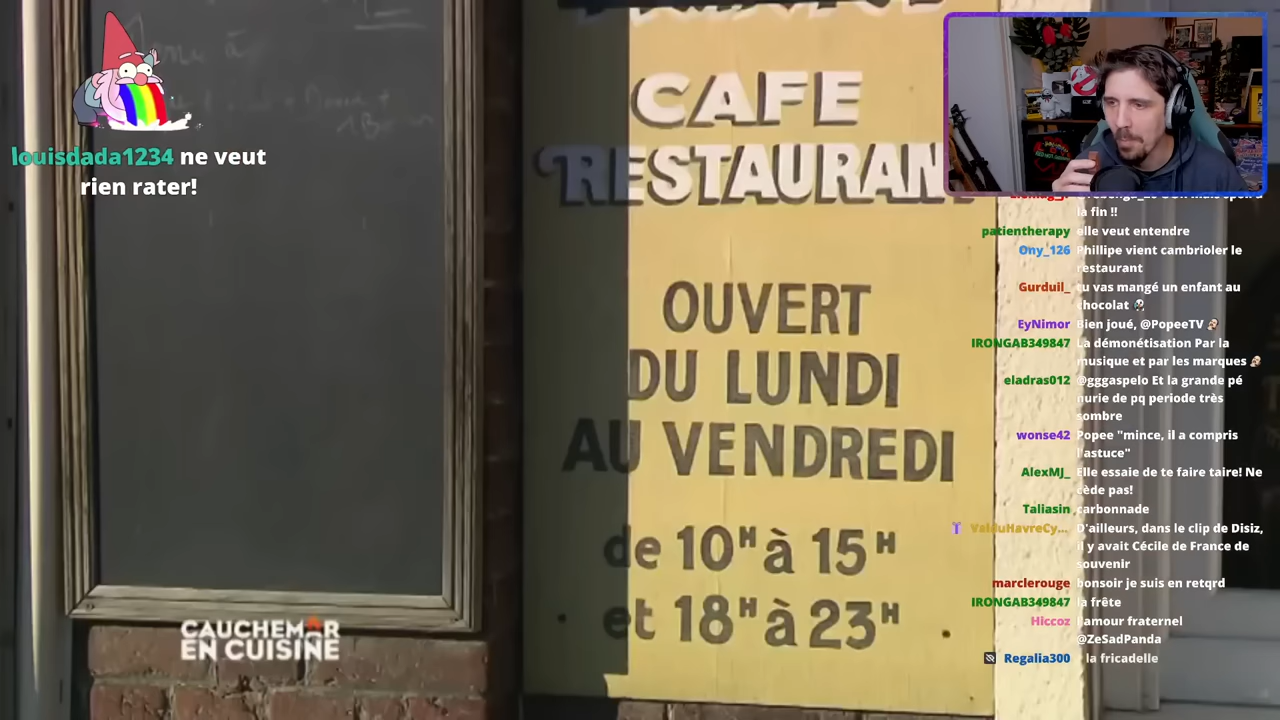 louisdada1234 ne veut
rien rater!
CAFE
RESTAURAN
OUVERT
DU LUNDI
AU VENDREDI
de 10H à 15H
et 18H à 23H
CAUCHEMAR
EN CUISINE
la fin !!
patientherapy elle veut entendre
Ony_126 Phillipe vient cambrioler le
restaurant
Gurduil_ tu vas mangé un enfant au
chocolat
EyNimor Bien joué, @PopeeTV
IRONGAB349847 La démonétisation Par la
musique et par les marques
eladras012 @gggaspelo Et la grande pé
nurie de pq periode très
sombre
wonse42 Popee "mince, il a compris
l'astuce"
AlexMJ_ Elle essaie de te faire taire! Ne
cède pas!
Taliasin carbonnade
ValduHavreCy... D'ailleurs, dans le clip de Disiz,
il y avait Cécile de France de
souvenir
marclerouge bonsoir je suis en retqrd
IRONGAB349847 la frête
Hiccoz L'amour fraternel
@ZeSadPanda
Regalia300 la fricadelle